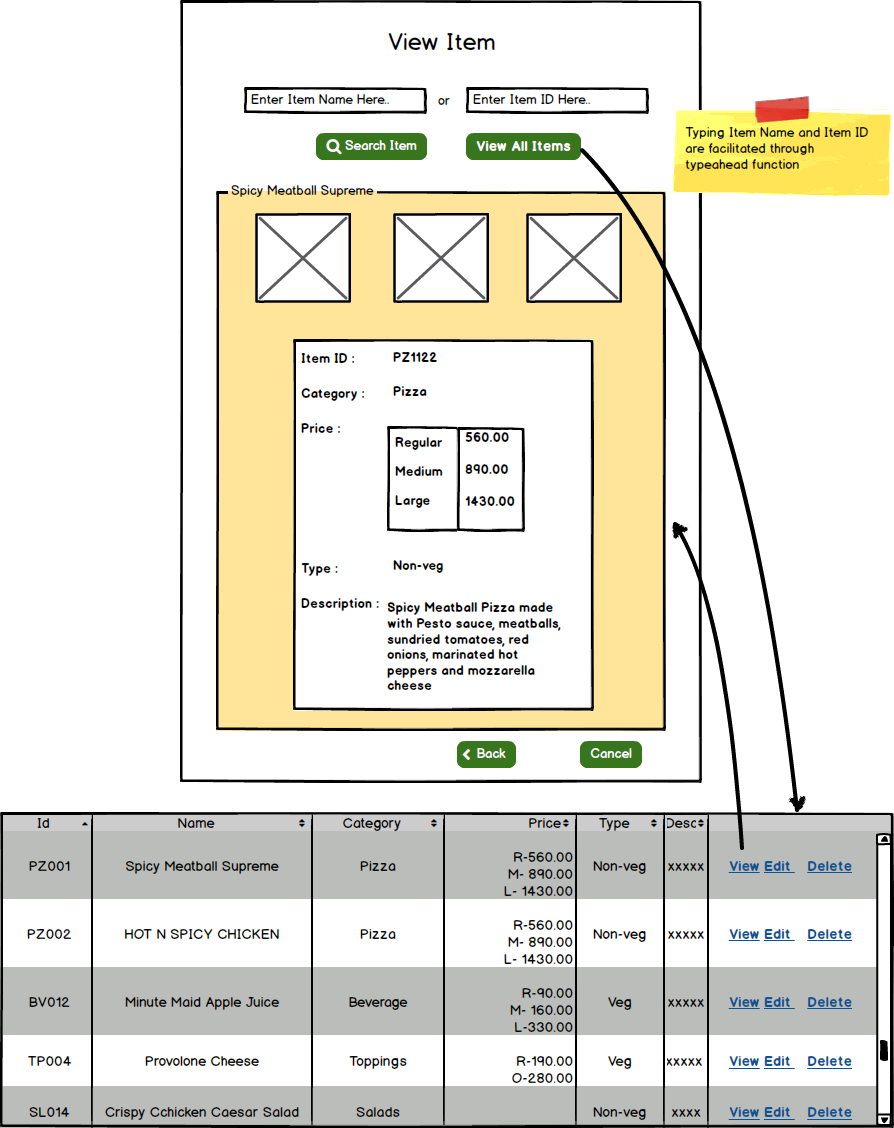 View Item
Enter Item Name Here.. or Enter Item ID Here..
Search Item View All Items
Typing Item Name and Item ID
are facilitated through
typeahead function
Spicy Meatball Supreme
Item ID : PZ1122
Category : Pizza
Price :
Regular 560.00
Medium 890.00
Large 1430.00
Type : Non-veg
Description : Spicy Meatball Pizza made
with Pesto sauce, meatballs,
sundried tomatoes, red
onions, marinated hot
peppers and mozzarella
cheese
Back Cancel
Id Name Category Price Type Desc
PZ001 Spicy Meatball Supreme Pizza R-560.00 Non-veg xxxxx View Edit Delete
M- 890.00
L- 1430.00
PZ002 HOT N SPICY CHICKEN Pizza R-560.00 Non-veg xxxxx View Edit Delete
M- 890.00
L- 1430.00
BV012 Minute Maid Apple Juice Beverage R-90.00 Veg xxxxx View Edit Delete
M- 160.00
L-330.00
TP004 Provolone Cheese Toppings R-190.00 Veg xxxxx View Edit Delete
O-280.00
SL014 Crispy Cchicken Caesar Salad Salads Non-veg xxxx View Edit Delete